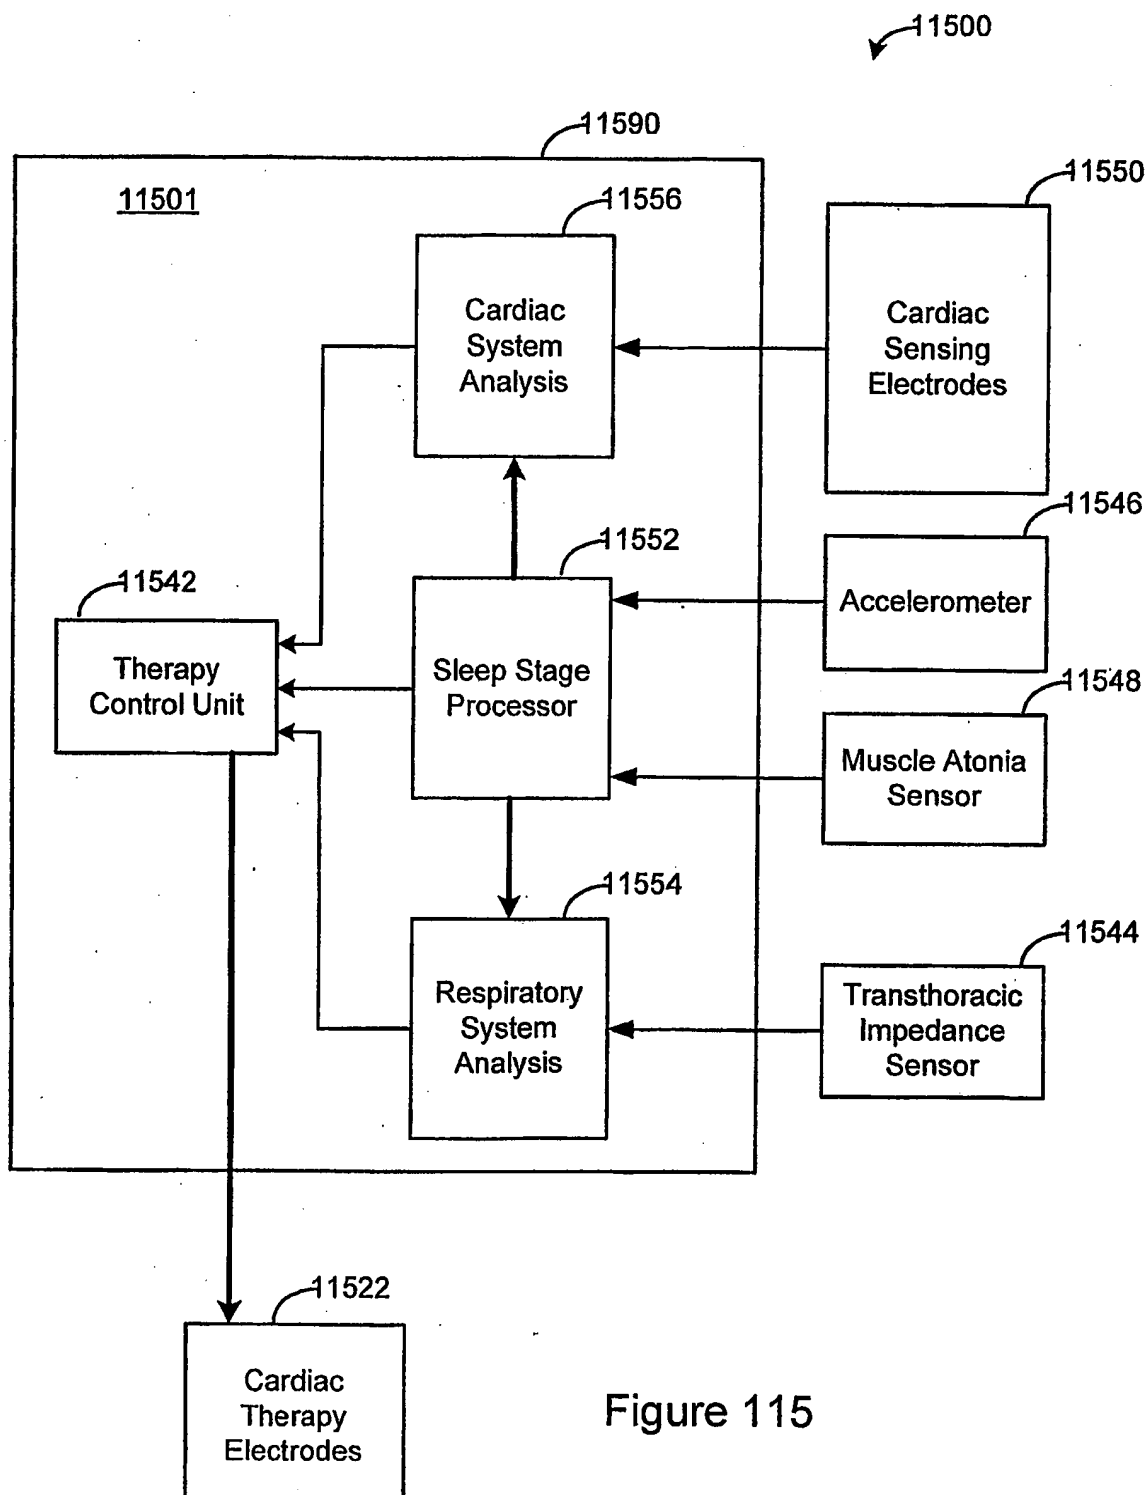 11500
11590
11501
11556
11550
Cardiac
System
Analysis
Cardiac
Sensing
Electrodes
11546
11552
11542
Accelerometer
Therapy
Control Unit
Sleep Stage
Processor
11548
Muscle Atonia
Sensor
11554
11544
Respiratory
System
Analysis
Transthoracic
Impedance
Sensor
11522
Cardiac
Therapy
Electrodes
Figure 115